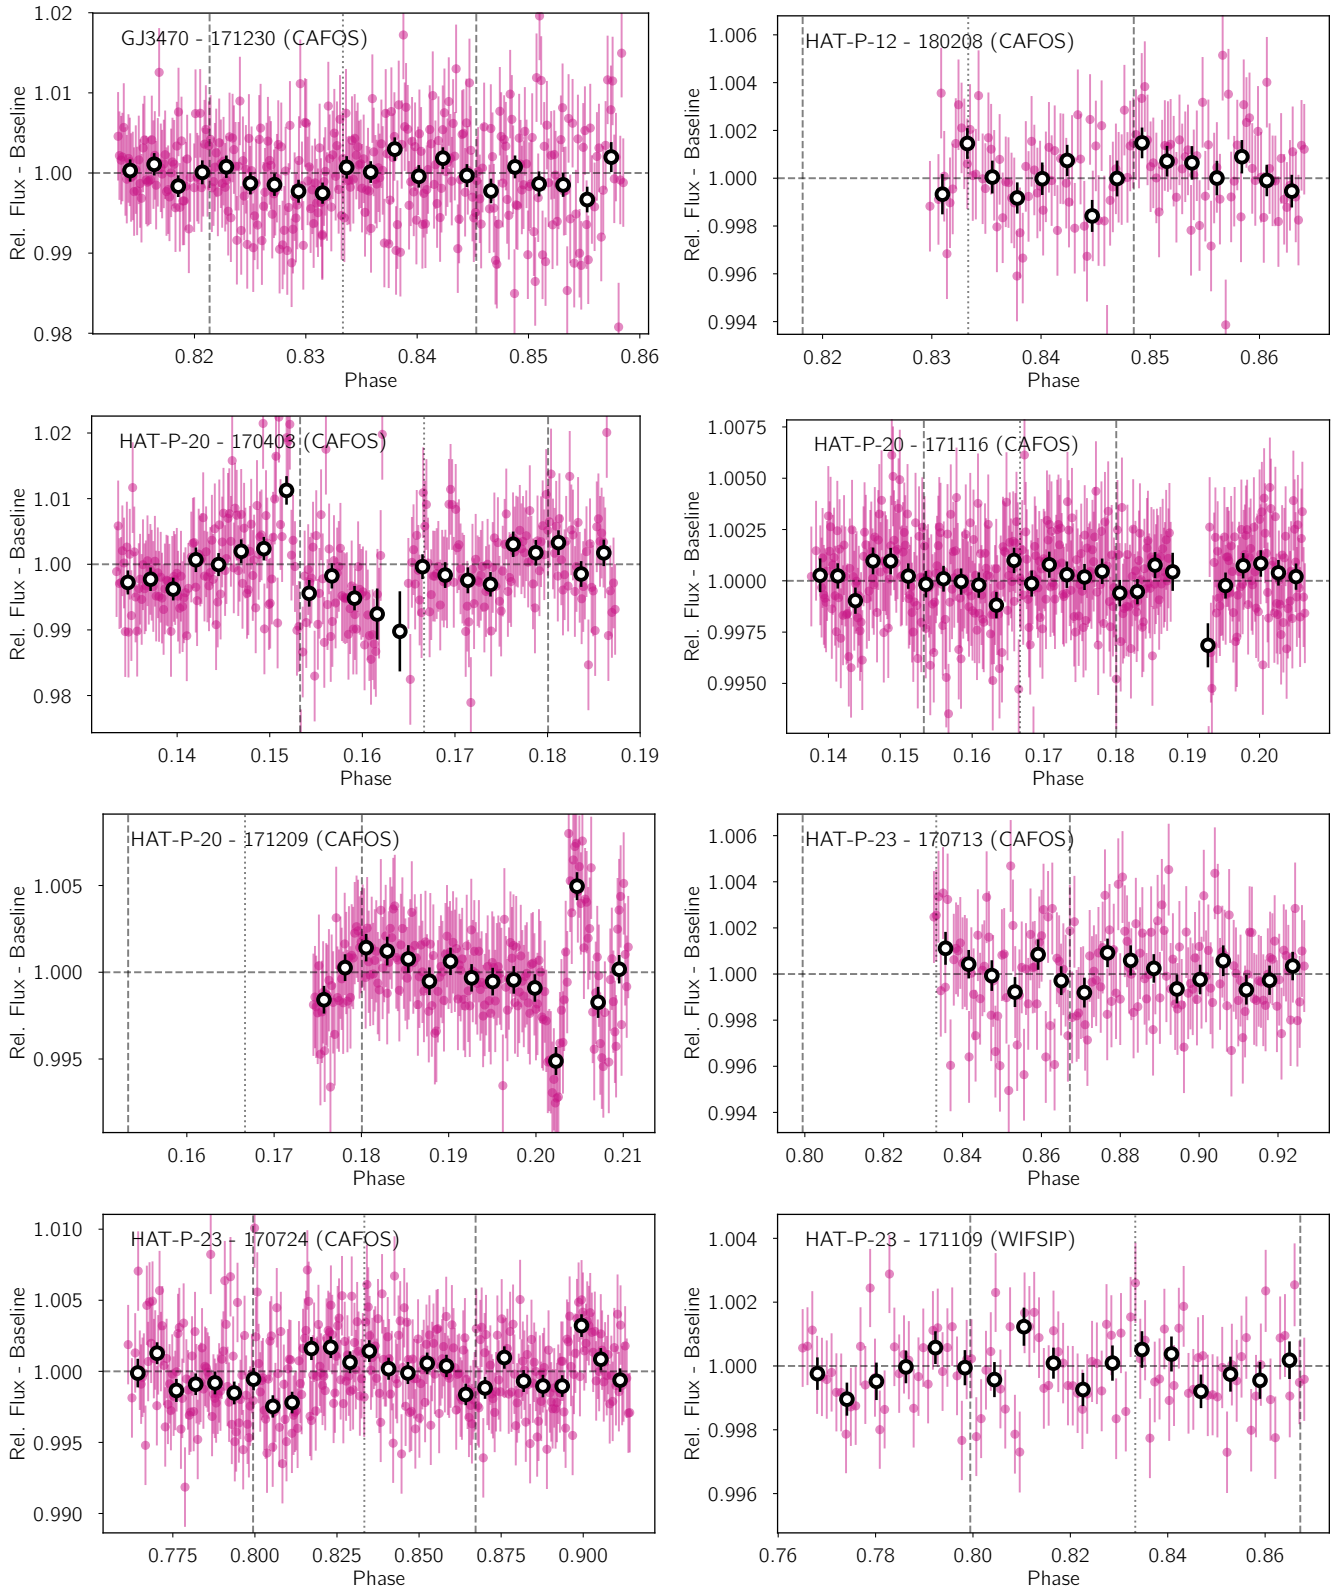 GJ3470 - 171230 (CAFOS)
Rel. Flux - Baseline
1.02
1.01
1.00
0.99
0.98
0.82 0.83 0.84 0.85 0.86
Phase
HAT-P-12 - 180208 (CAFOS)
Rel. Flux - Baseline
1.006
1.004
1.002
1.000
0.998
0.996
0.994
0.82 0.83 0.84 0.85 0.86
Phase
HAT-P-20 - 170403 (CAFOS)
Rel. Flux - Baseline
1.02
1.01
1.00
0.99
0.98
0.14 0.15 0.16 0.17 0.18 0.19
Phase
HAT-P-20 - 171116 (CAFOS)
Rel. Flux - Baseline
1.0075
1.0050
1.0025
1.0000
0.9975
0.9950
0.14 0.15 0.16 0.17 0.18 0.19 0.20
Phase
HAT-P-20 - 171209 (CAFOS)
Rel. Flux - Baseline
1.005
1.000
0.995
0.16 0.17 0.18 0.19 0.20 0.21
Phase
HAT-P-23 - 170713 (CAFOS)
Rel. Flux - Baseline
1.006
1.004
1.002
1.000
0.998
0.996
0.994
0.80 0.82 0.84 0.86 0.88 0.90 0.92
Phase
HAT-P-23 - 170724 (CAFOS)
Rel. Flux - Baseline
1.010
1.005
1.000
0.995
0.990
0.775 0.800 0.825 0.850 0.875 0.900
Phase
HAT-P-23 - 171109 (WIFSIP)
Rel. Flux - Baseline
1.004
1.002
1.000
0.998
0.996
0.76 0.78 0.80 0.82 0.84 0.86
Phase